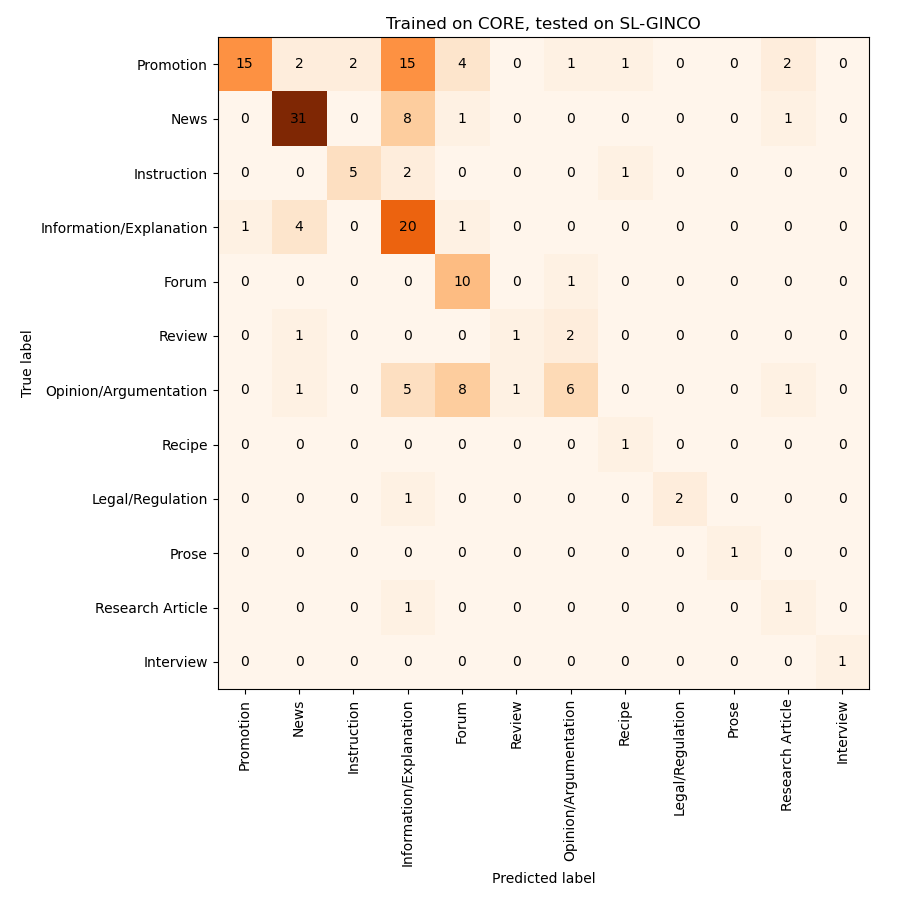 Trained on CORE, tested on SL-GINCO
Promotion 15 2 2 15 4 0 1 1 0 0 2 0
News 0 31 0 8 1 0 0 0 0 0 1 0
Instruction 0 0 5 2 0 0 0 1 0 0 0 0
Information/Explanation 1 4 0 20 1 0 0 0 0 0 0 0
Forum 0 0 0 0 10 0 1 0 0 0 0 0
Review 0 1 0 0 0 1 2 0 0 0 0 0
Opinion/Argumentation 0 1 0 5 8 1 6 0 0 0 1 0
Recipe 0 0 0 0 0 0 0 1 0 0 0 0
Legal/Regulation 0 0 0 1 0 0 0 0 2 0 0 0
Prose 0 0 0 0 0 0 0 0 0 1 0 0
Research Article 0 0 0 1 0 0 0 0 0 0 1 0
Interview 0 0 0 0 0 0 0 0 0 0 0 1
True label
Promotion
News
Instruction
Information/Explanation
Forum
Review
Opinion/Argumentation
Recipe
Legal/Regulation
Prose
Research Article
Interview
Predicted label